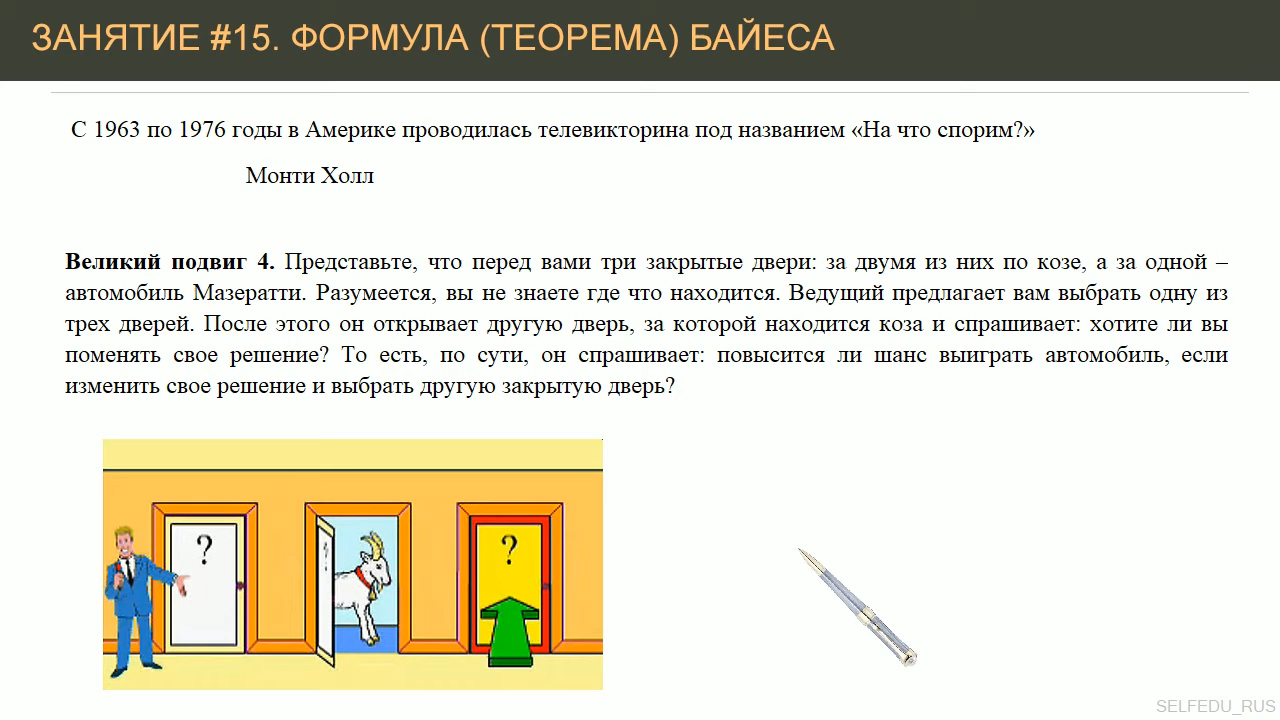 ЗАНЯТИЕ #15. ФОРМУЛА (ТЕОРЕМА) БАЙЕСА
С 1963 по 1976 годы в Америке проводилась телевикторина под названием «На что спорим?»
Монти Холл
Великий подвиг 4. Представьте, что перед вами три закрытые двери: за двумя из них по козе, а за одной –
автомобиль Мазератти. Разумеется, вы не знаете где что находится. Ведущий предлагает вам выбрать одну из
трех дверей. После этого он открывает другую дверь, за которой находится коза и спрашивает: хотите ли вы
поменять свое решение? То есть, по сути, он спрашивает: повысится ли шанс выиграть автомобиль, если
изменить свое решение и выбрать другую закрытую дверь?
? ?
SELFEDU_RUS